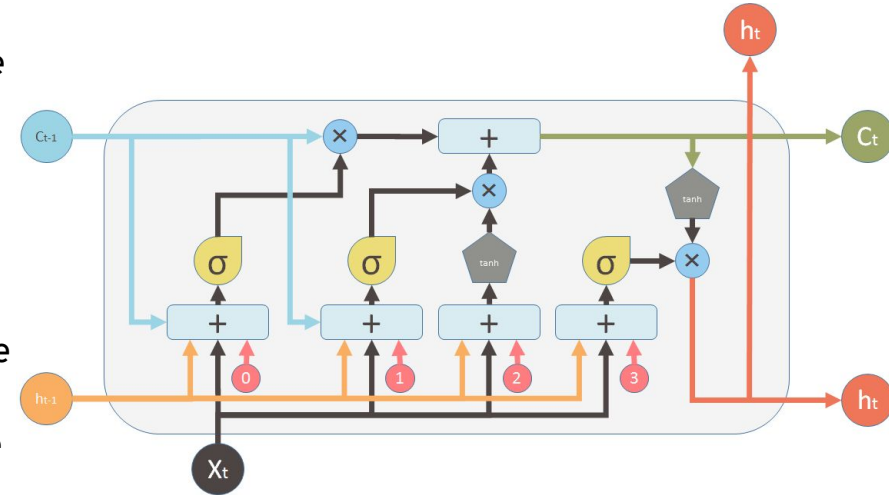 ht
e
Ct-1
×
+
Ct
×
tanh
σ
σ
tanh
σ
×
+
+
+
+
e
0
1
2
3
ht-1
ht
e
Xt